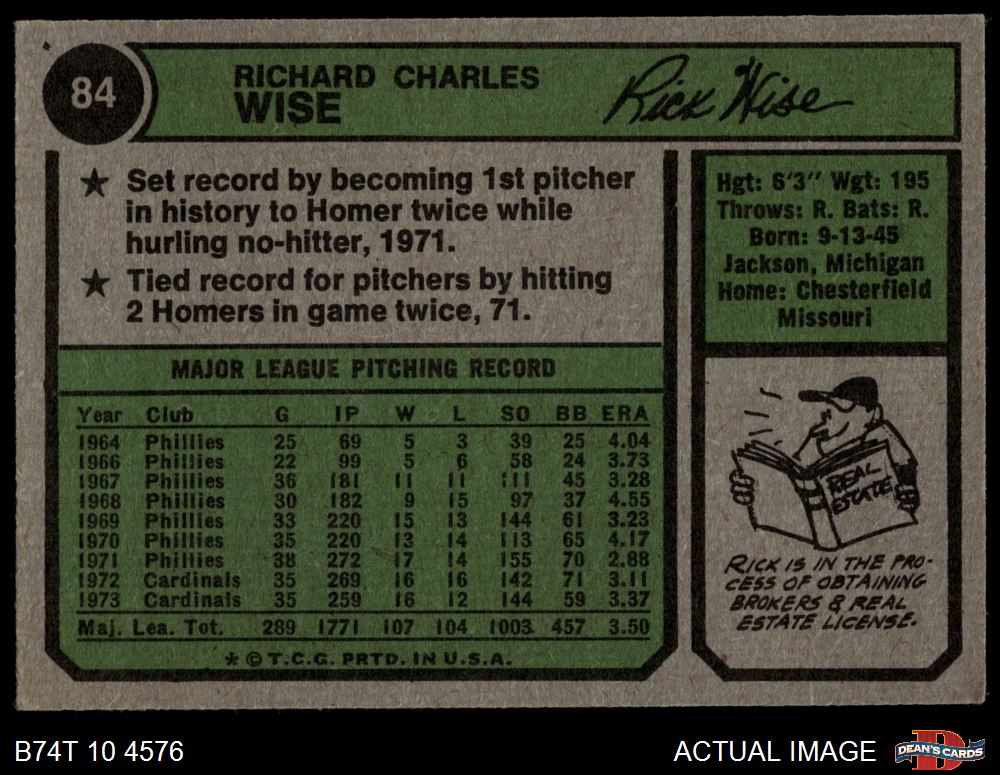 84
RICHARD CHARLES
WISE
Rick Wise
★ Set record by becoming 1st pitcher
in history to Homer twice while
hurling no-hitter, 1971.
★ Tied record for pitchers by hitting
2 Homers in game twice, 71.
Hgt: 6'3" Wgt: 195
Throws: R. Bats: R.
Born: 9-13-45
Jackson, Michigan
Home: Chesterfield
Missouri
MAJOR LEAGUE PITCHING RECORD
Year Club G IP W L SO BB ERA
1964 Phillies 25 69 5 3 39 25 4.04
1966 Phillies 22 99 5 6 58 24 3.73
1967 Phillies 36 181 11 11 111 45 3.28
1968 Phillies 30 182 9 15 97 37 4.55
1969 Phillies 33 220 15 13 144 61 3.23
1970 Phillies 35 220 13 14 113 65 4.17
1971 Phillies 38 272 17 14 155 70 2.88
1972 Cardinals 35 269 16 16 142 71 3.11
1973 Cardinals 35 259 16 12 144 59 3.37
Maj. Lea. Tot. 289 1771 107 104 1003 457 3.50
* © T.C.G. PRTD. IN U.S.A.
REAL
ESTATE
RICK IS IN THE PRO-
CESS OF OBTAINING
BROKERS & REAL
ESTATE LICENSE.
B74T 10 4576
ACTUAL IMAGE
D
DEAN'S CARDS